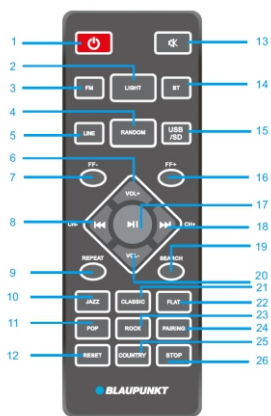 1
13
2
3
FM
LIGHT
BT
14
4
5
LINE
RANDOM
USB
/SD
15
6
FF-
FF+
7
VOL+
16
17
8
CH-
CH+
18
REPEAT
VOL-
SEARCH
19
9
20
10
JAZZ
CLASSIC
FLAT
21
22
11
POP
ROCK
PAIRING
23
24
12
RESET
COUNTRY
STOP
25
26
BLAUPUNKT